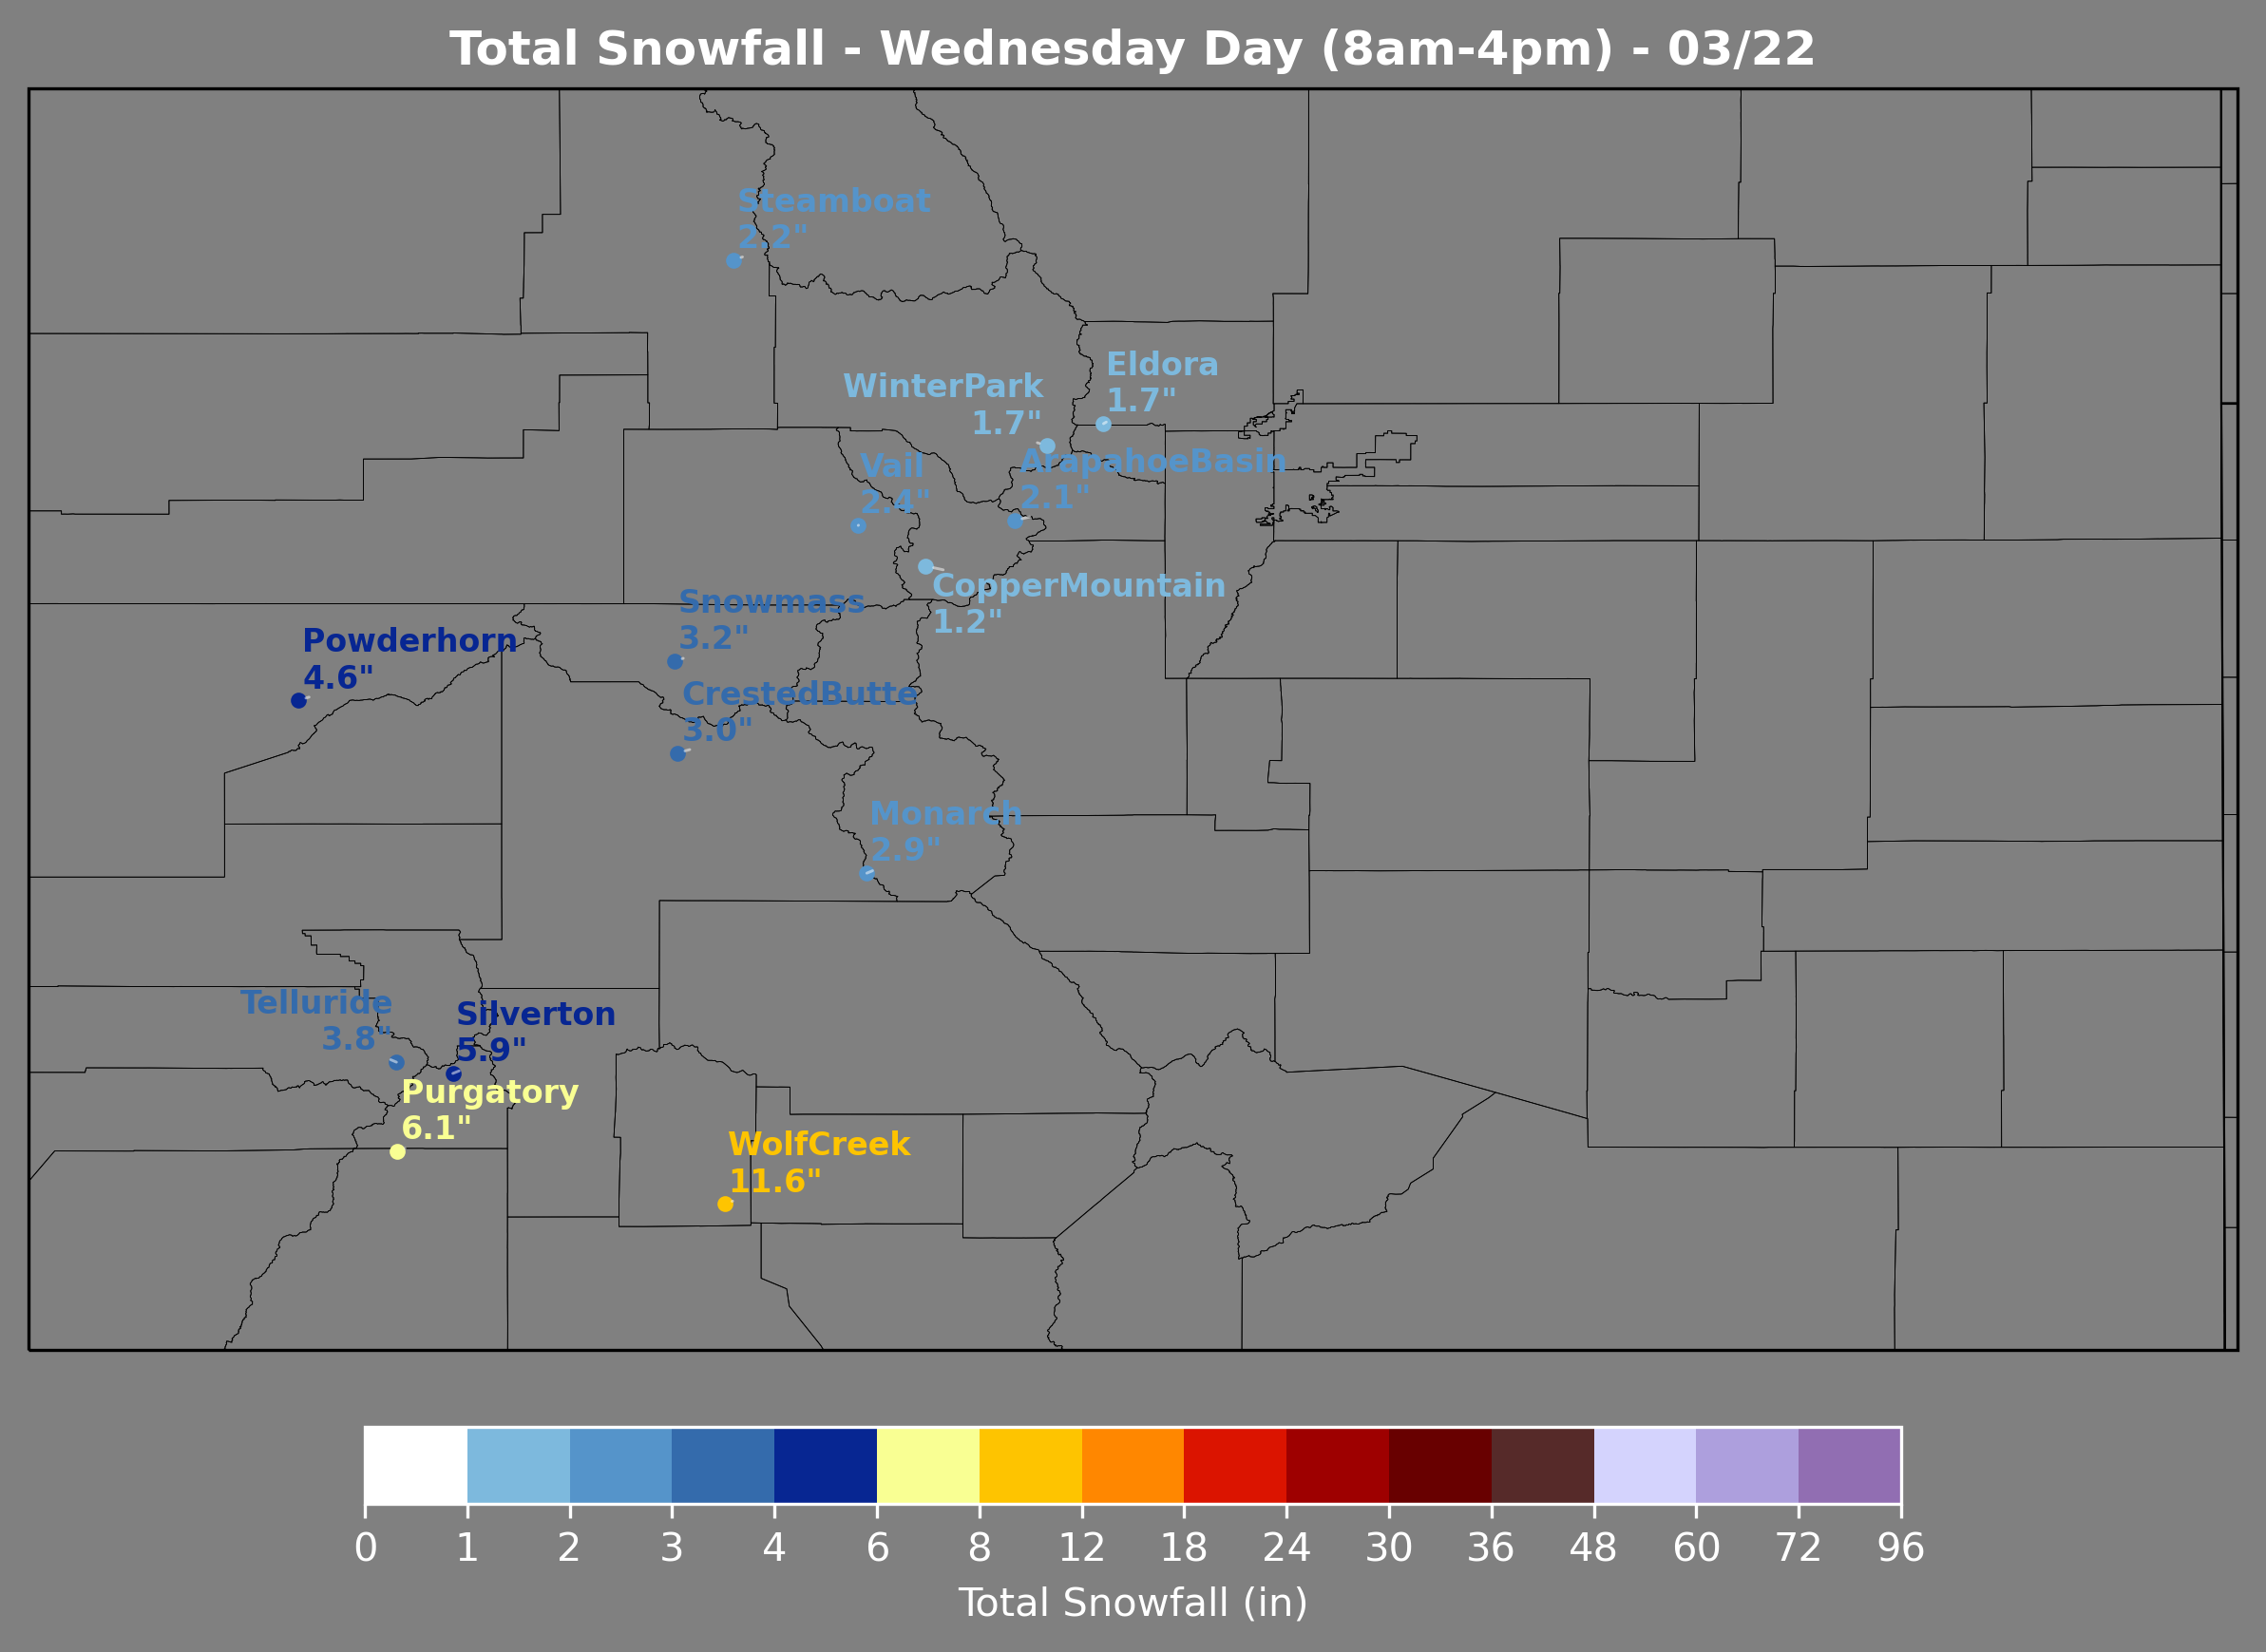 Total Snowfall - Wednesday Day (8am-4pm) - 03/22
Steamboat
2.2"
Eldora
1.7"
WinterPark
1.7"
Vail
2.4"
ArapahoeBasin
2.1"
CopperMountain
1.2"
Snowmass
3.2"
Powderhorn
4.6"
CrestedButte
3.0"
Monarch
2.9"
Telluride
3.8"
Silverton
5.9"
Purgatory
6.1"
WolfCreek
11.6"
0 1 2 3 4 6 8 12 18 24 30 36 48 60 72 96
Total Snowfall (in)